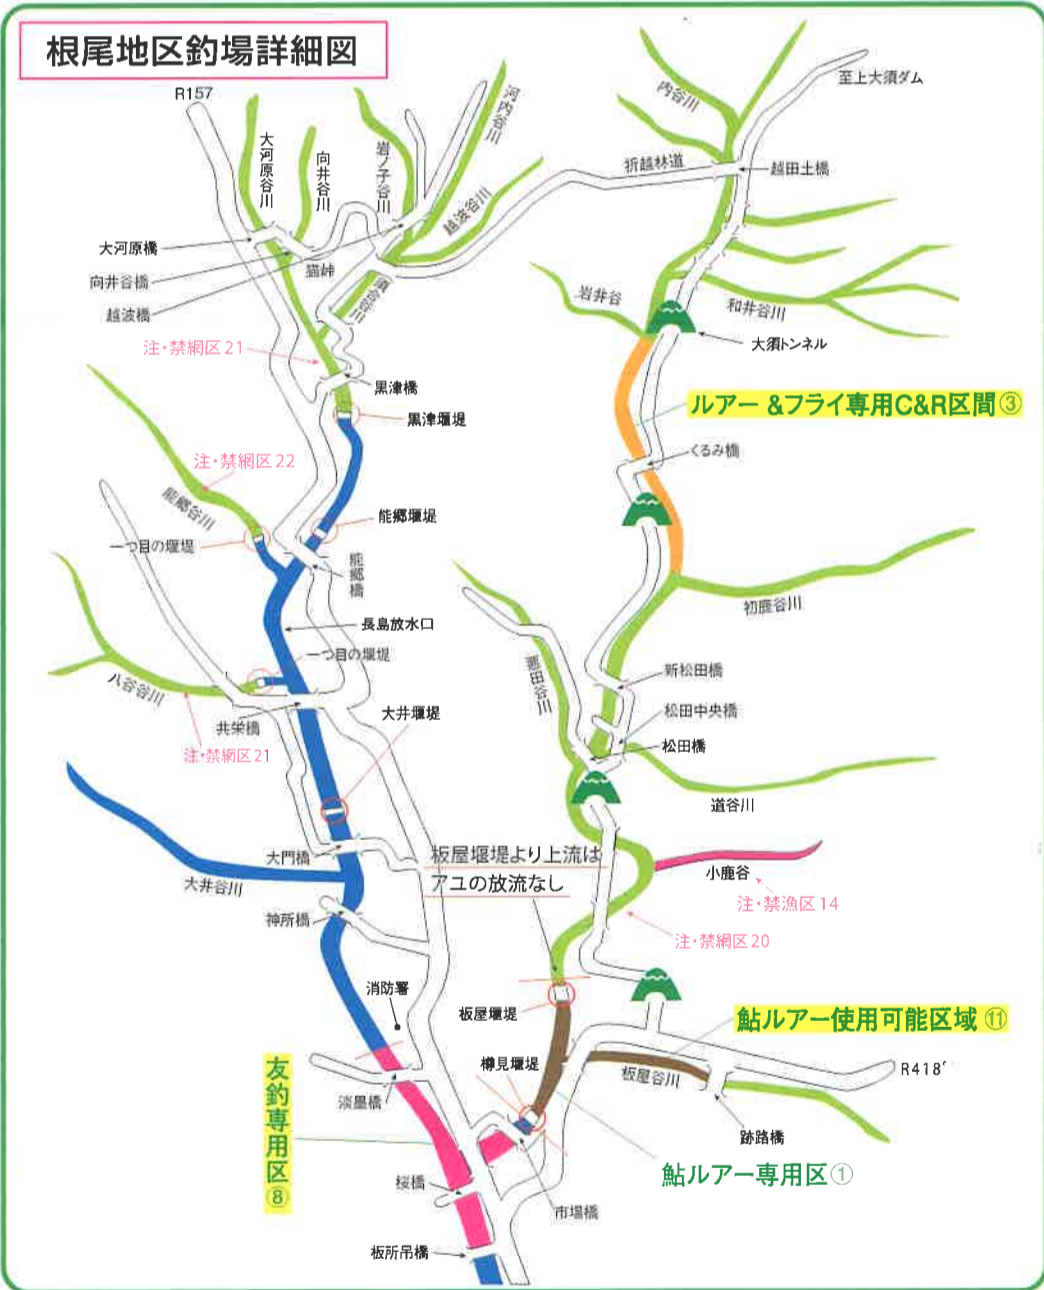 根尾地区釣場詳細図
R157
大河原谷川
向井谷川
岩ノ子谷川
河内谷川
越波谷川
内谷川
至上大須ダム
折越林道
越田土橋
大河原橋
向井谷橋
越波橋
猫峠
岩井谷
和井谷川
大須トンネル
注・禁網区21
黒津橋
黒津堰堤
ルアー&フライ専用C&R区間③
くるみ橋
注・禁網区22
能郷谷川
一つ目の堰堤
能郷堰堤
能郷橋
長島放水口
一つ目の堰堤
八谷谷川
共栄橋
注・禁網区21
大井堰堤
初鹿谷川
新松田橋
松田中央橋
松田橋
悪田谷川
道谷川
大門橋
大井谷川
神所橋
板屋堰堤より上流は
アユの放流なし
小鹿谷
注・禁漁区14
注・禁網区20
消防署
板屋堰堤
鮎ルアー使用可能区域⑪
樽見堰堤
板屋谷川
R418
跡路橋
友釣専用区⑧
淡墨橋
鮎ルアー専用区①
桜橋
市場橋
板所吊橋